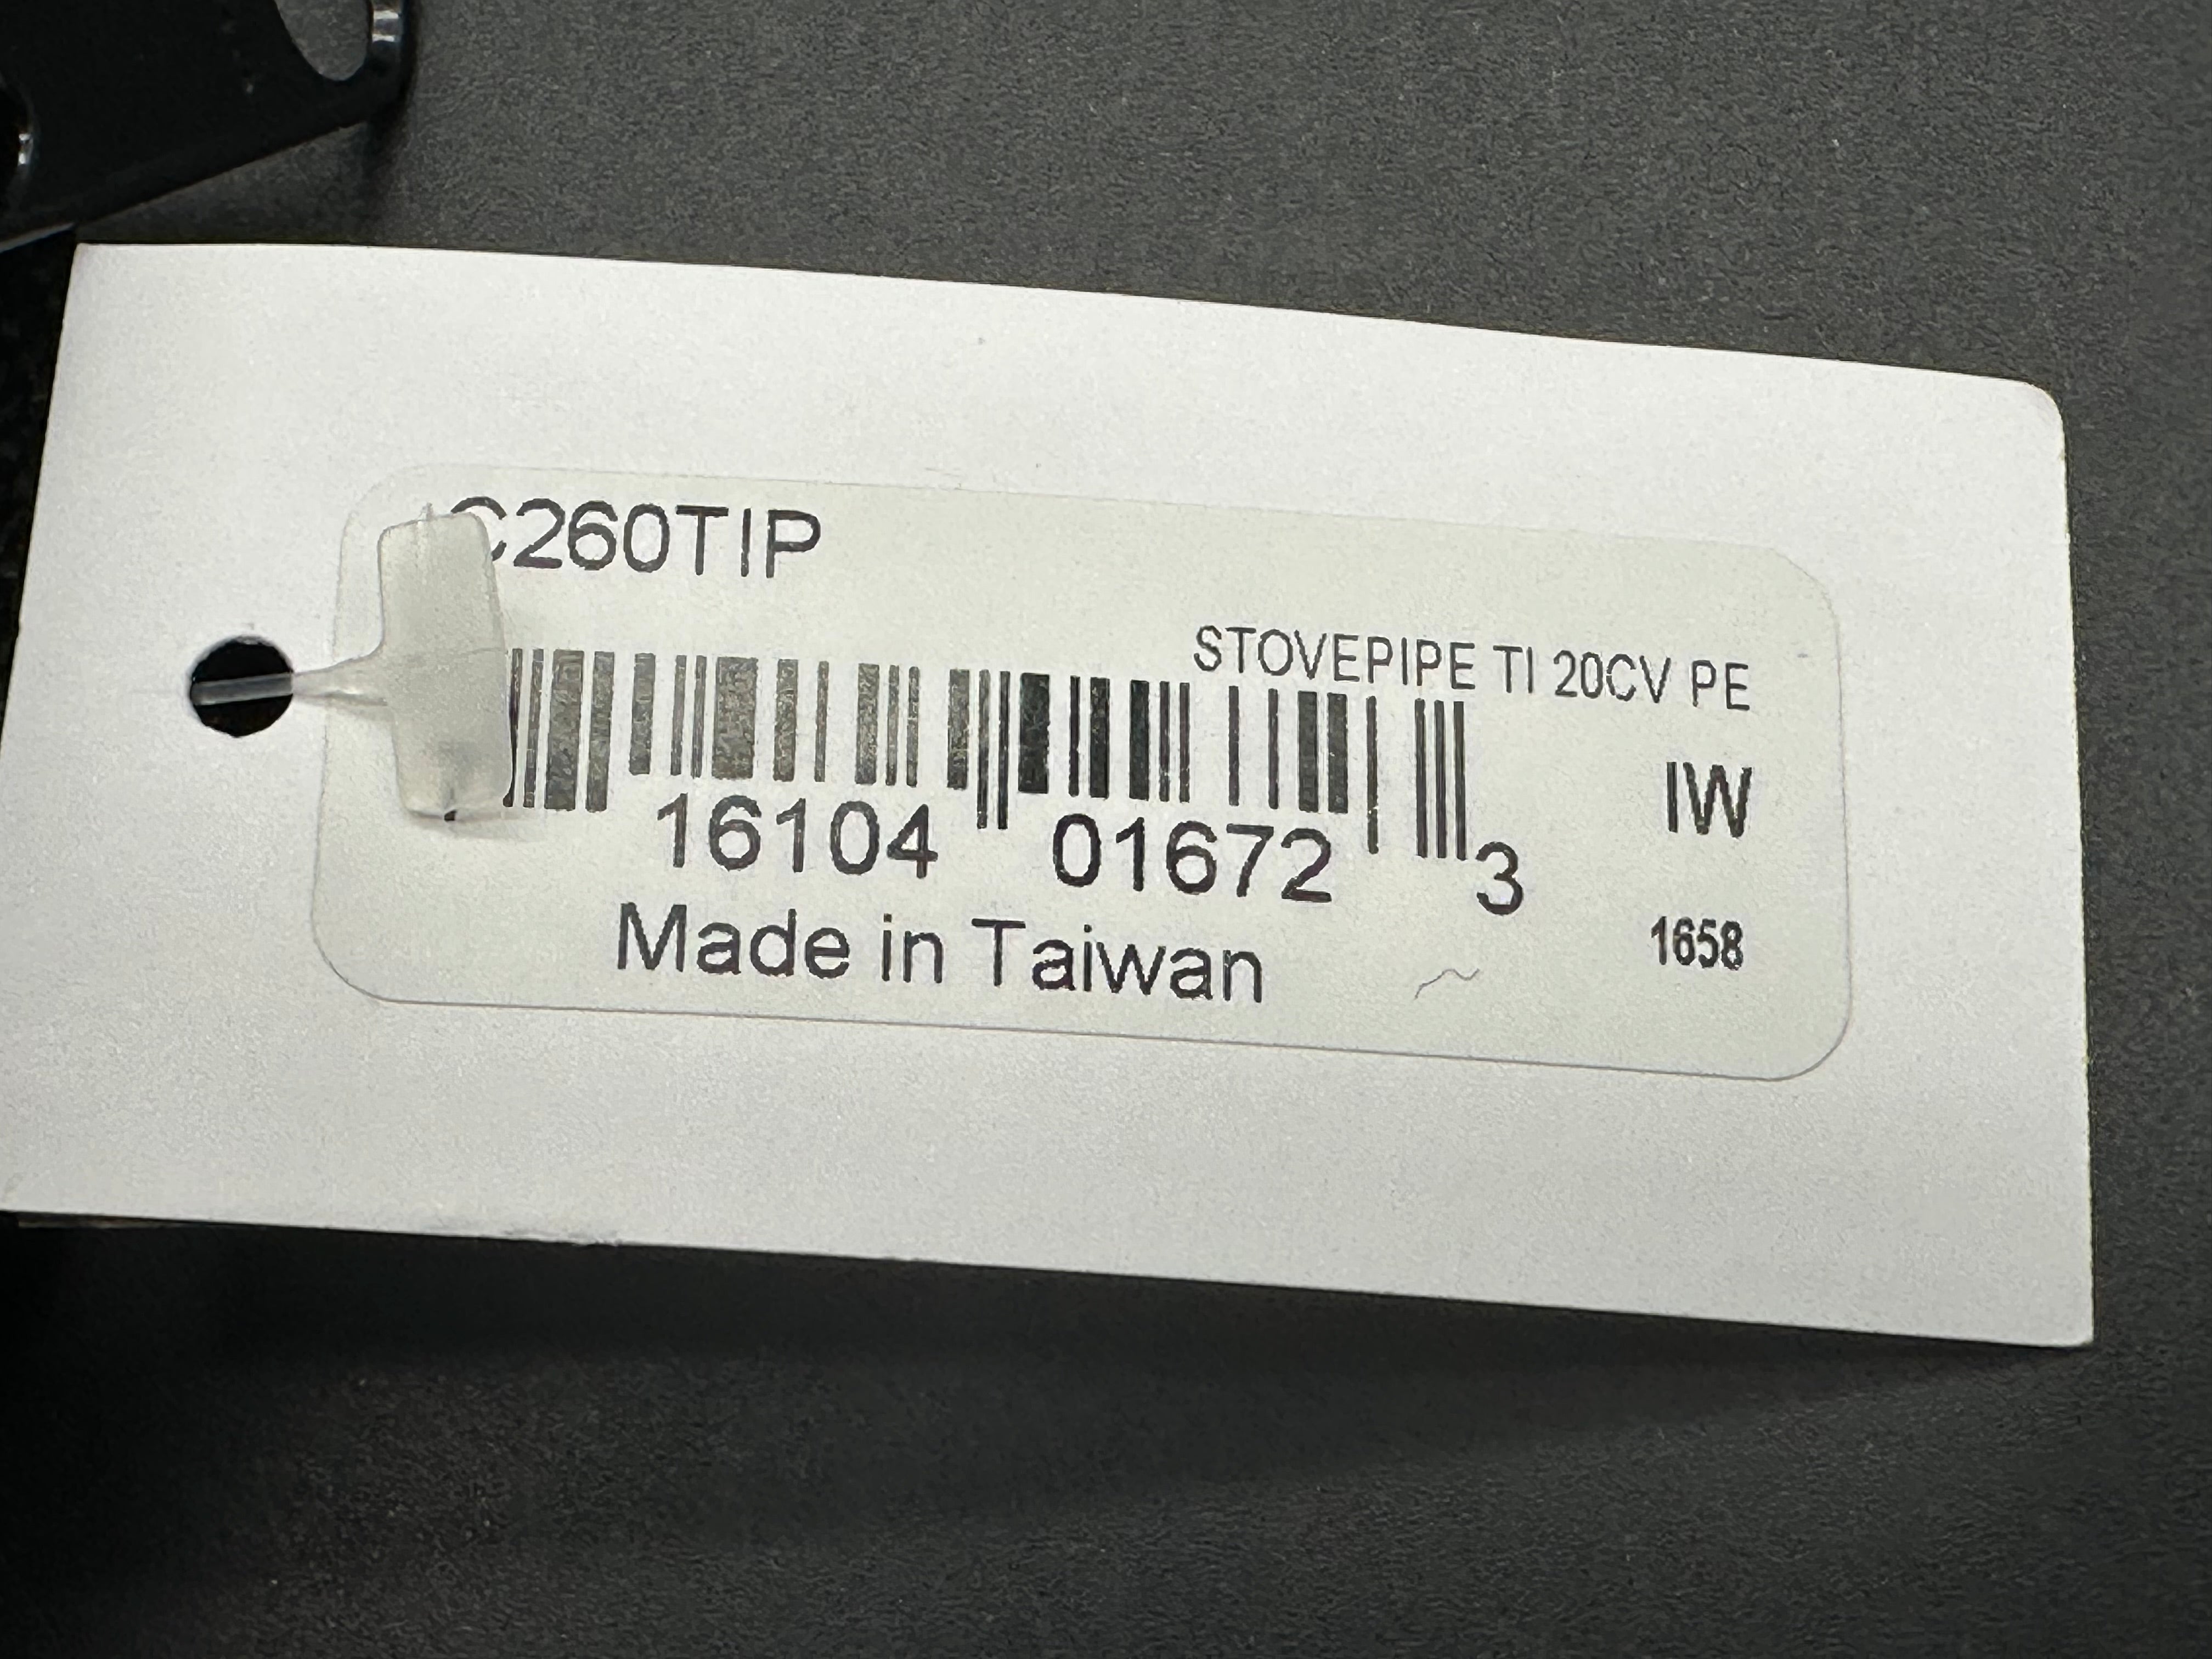 C260TIP
STOVEPIPE TI 20CV PE
16104 01672 3
IW
Made in Taiwan
1658